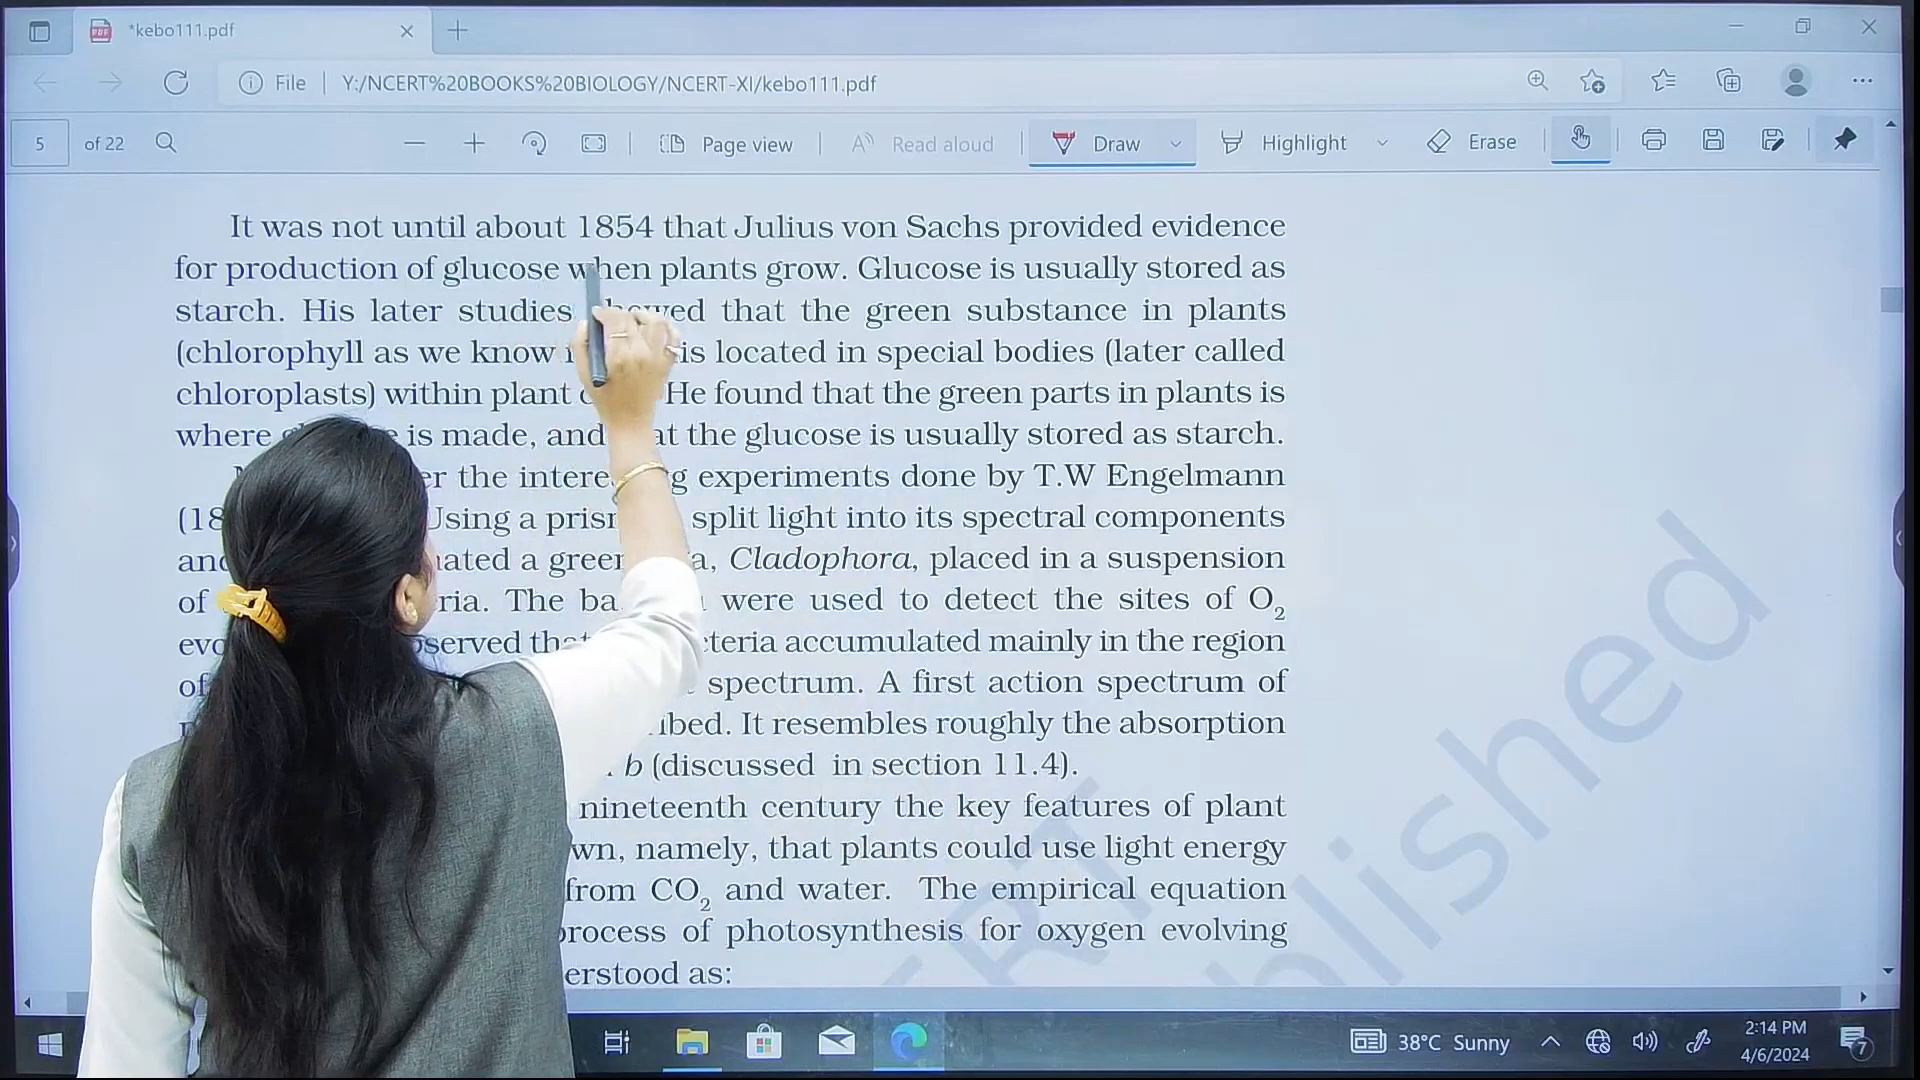 *kebo111.pdf
File
Y:/NCERT%20BOOKS%20BIOLOGY/NCERT-XI/kebo111.pdf
5 of 22
Page view
Read aloud
Draw
Highlight
Erase
It was not until about 1854 that Julius von Sachs provided evidence
for production of glucose when plants grow. Glucose is usually stored as
starch. His later studies showed that the green substance in plants
(chlorophyll as we know is located in special bodies (later called
chloroplasts) within plant He found that the green parts in plants is
where is made, and at the glucose is usually stored as starch.
the experiments done by T.W Engelmann
(18 Using a split light into its spectral components
and a green Cladophora, placed in a suspension
of The were used to detect the sites of O2
accumulated mainly in the region
of spectrum. A first action spectrum of
It resembles roughly the absorption
b (discussed in section 11.4).
nineteenth century the key features of plant
namely, that plants could use light energy
from CO2 and water. The empirical equation
process of photosynthesis for oxygen evolving
as:
38°C Sunny
2:14 PM
4/6/2024
7